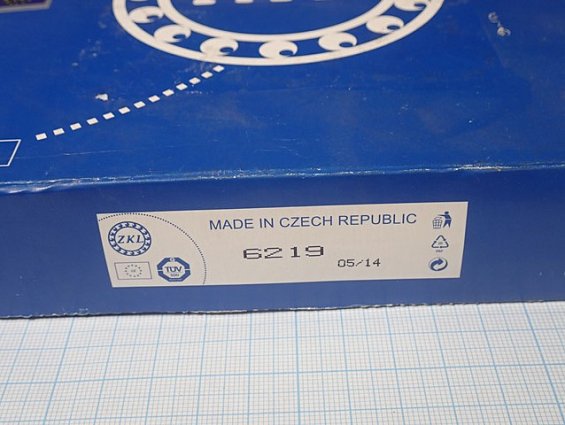 MADE IN CZECH REPUBLIC
ZKL
6219
05/14
TÜV